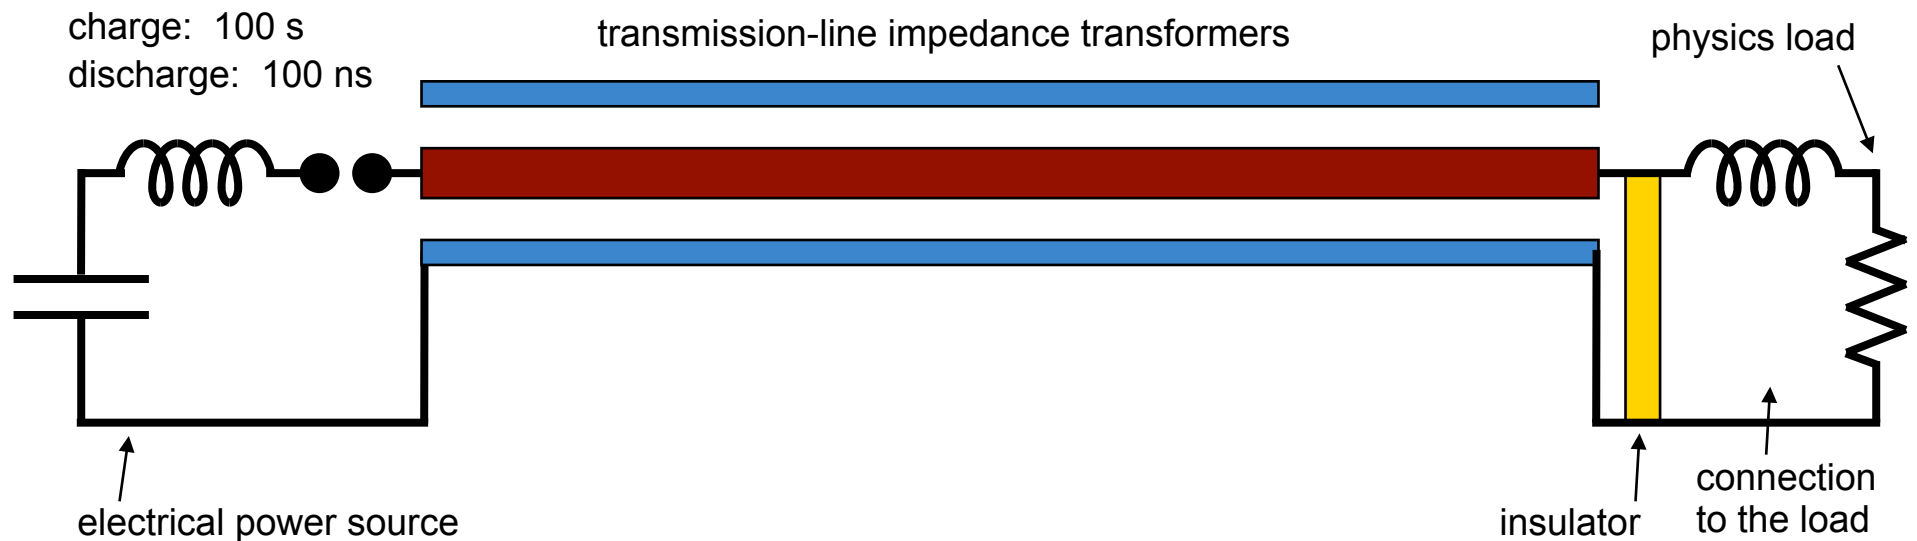 charge:  100 s
discharge:  100 ns
transmission-line impedance transformers
physics load
electrical power source
insulator
connection
to the load